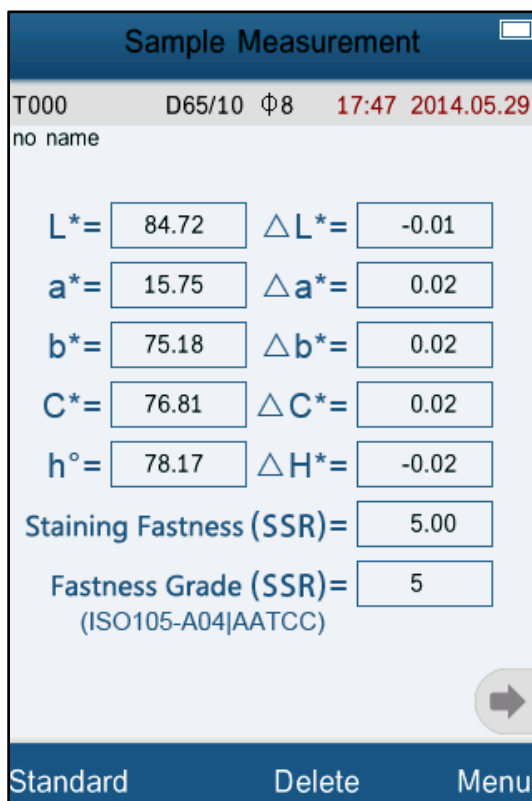 Sample Measurement
T000 D65/10 Φ8 17:47 2014.05.29
no name
L*= 84.72 △L*= -0.01
a*= 15.75 △a*= 0.02
b*= 75.18 △b*= 0.02
C*= 76.81 △C*= 0.02
h°= 78.17 △H*= -0.02
Staining Fastness (SSR)= 5.00
Fastness Grade (SSR)= 5
(ISO105-A04|AATCC)
Standard Delete Menu